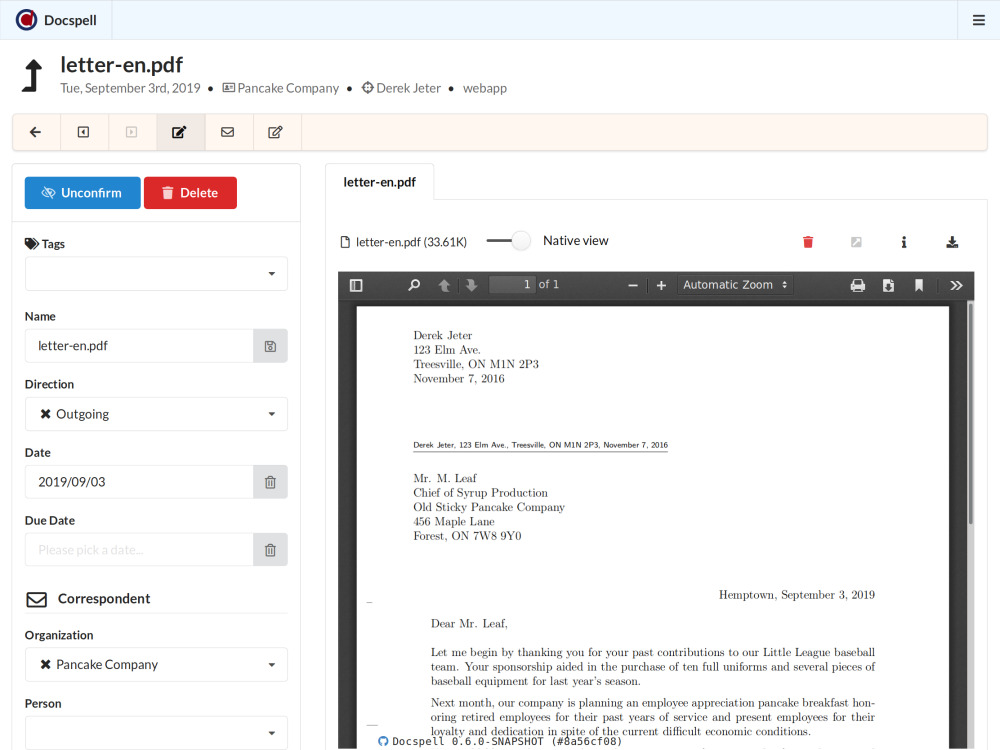 Docspell
letter-en.pdf
Tue, September 3rd, 2019 • Pancake Company • Derek Jeter • webapp
Unconfirm
Delete
Tags
Name
letter-en.pdf
Direction
Outgoing
Date
2019/09/03
Due Date
Please pick a date...
Correspondent
Organization
Pancake Company
Person
letter-en.pdf
letter-en.pdf (33.61K)
Native view
1 of 1
Automatic Zoom
Derek Jeter
123 Elm Ave.
Treesville, ON M1N 2P3
November 7, 2016
Derek Jeter, 123 Elm Ave., Treesville, ON M1N 2P3, November 7, 2016
Mr. M. Leaf
Chief of Syrup Production
Old Sticky Pancake Company
456 Maple Lane
Forest, ON 7W8 9Y0
Hemptown, September 3, 2019
Dear Mr. Leaf,
Let me begin by thanking you for your past contributions to our Little League baseball
team. Your sponsorship aided in the purchase of ten full uniforms and several pieces of
baseball equipment for last year's season.
Next month, our company is planning an employee appreciation pancake breakfast hon-
oring retired employees for their past years of service and present employees for their
loyalty and dedication in spite of the current difficult economic conditions.
Docspell 0.6.0-SNAPSHOT (#8a56cf08)